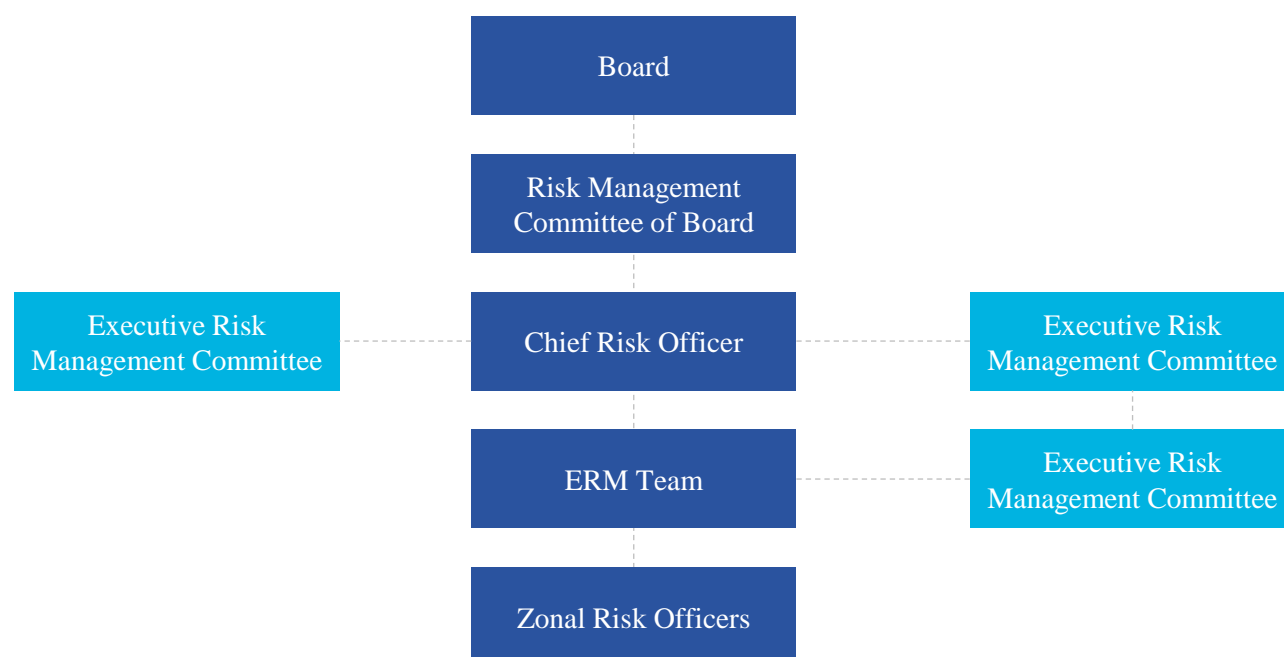 Board
Risk Management
Committee of Board
Executive Risk
Management Committee
Chief Risk Officer
Executive Risk
Management Committee
ERM Team
Executive Risk
Management Committee
Zonal Risk Officers